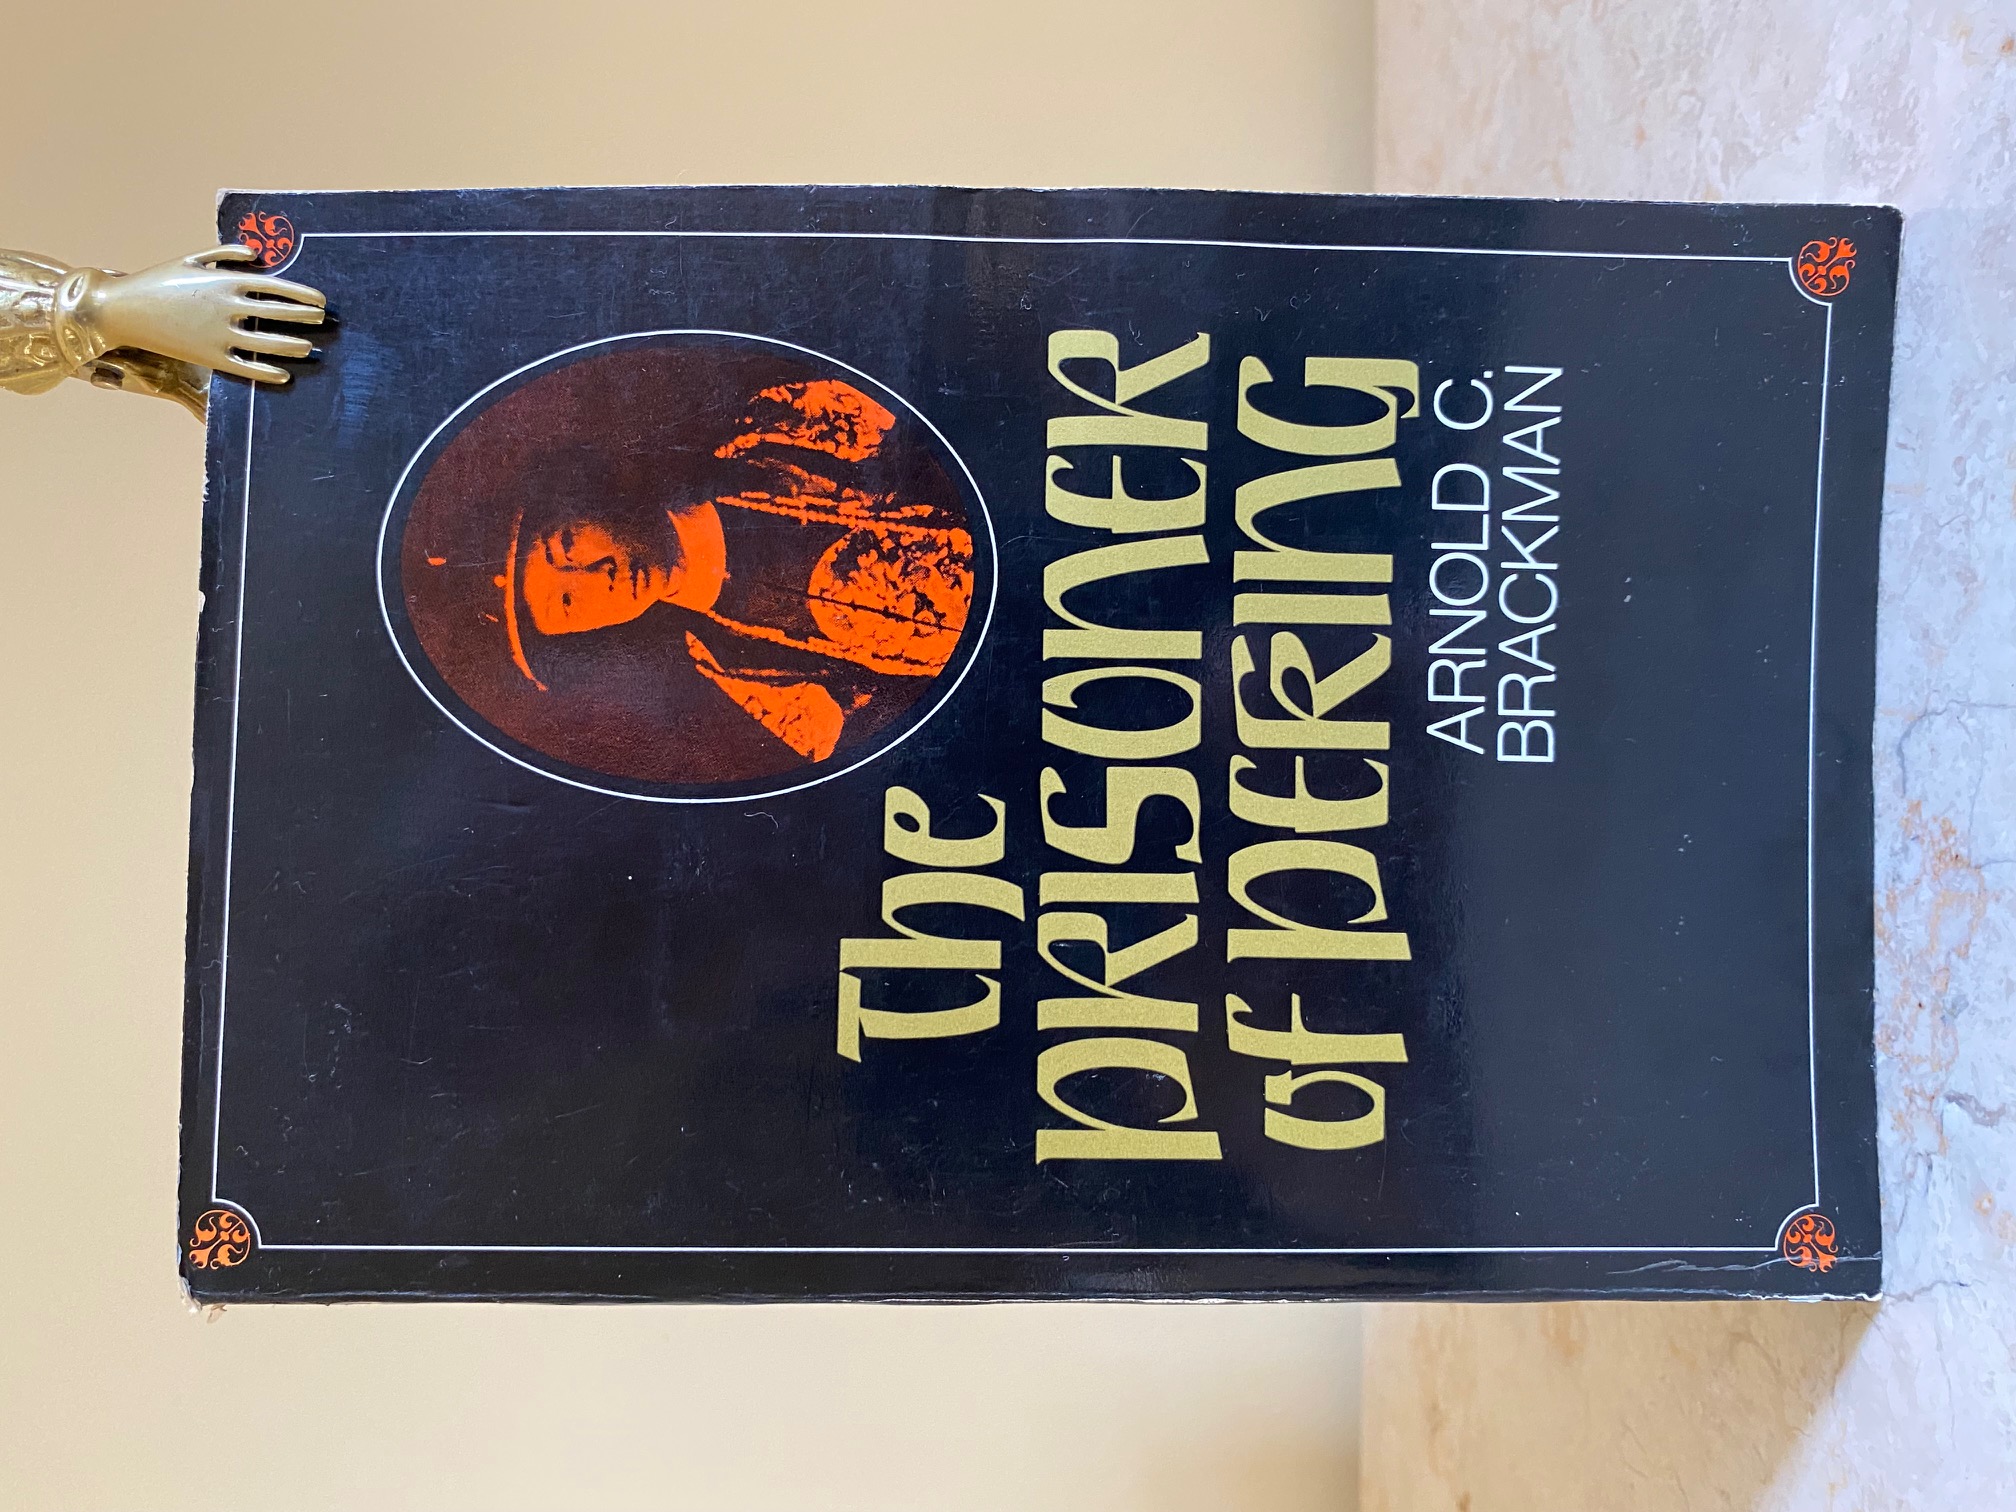 The
PRISONER
OF PEKING
ARNOLD C.
BRACKMAN